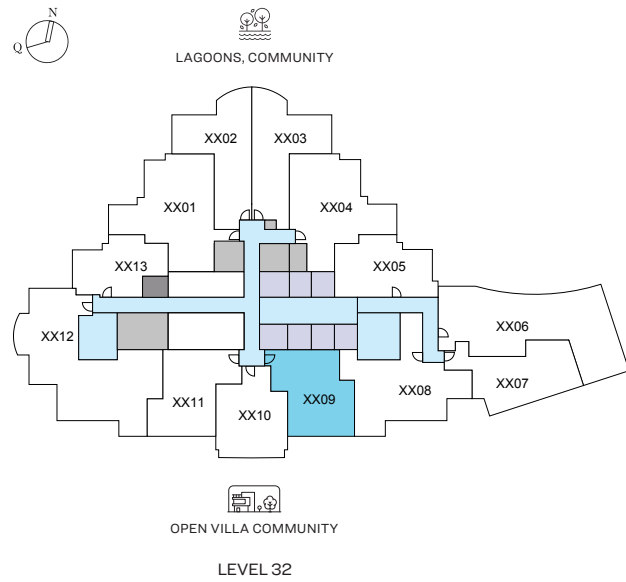 N
Q
LAGOONS, COMMUNITY
XX02
XX03
XX01
XX04
XX13
XX05
XX12
XX06
XX07
XX08
XX09
XX11
XX10
OPEN VILLA COMMUNITY
LEVEL 32